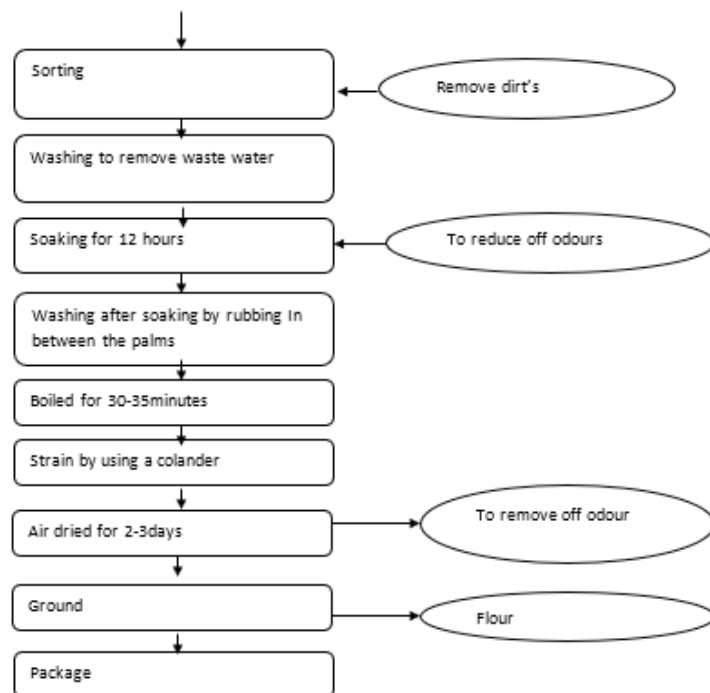 Sorting
Remove dirt's
Washing to remove waste water
Soaking for 12 hours
To reduce off odours
Washing after soaking by rubbing In
between the palms
Boiled for 30-35minutes
Strain by using a colander
Air dried for 2-3days
To remove off odour
Ground
Flour
Package